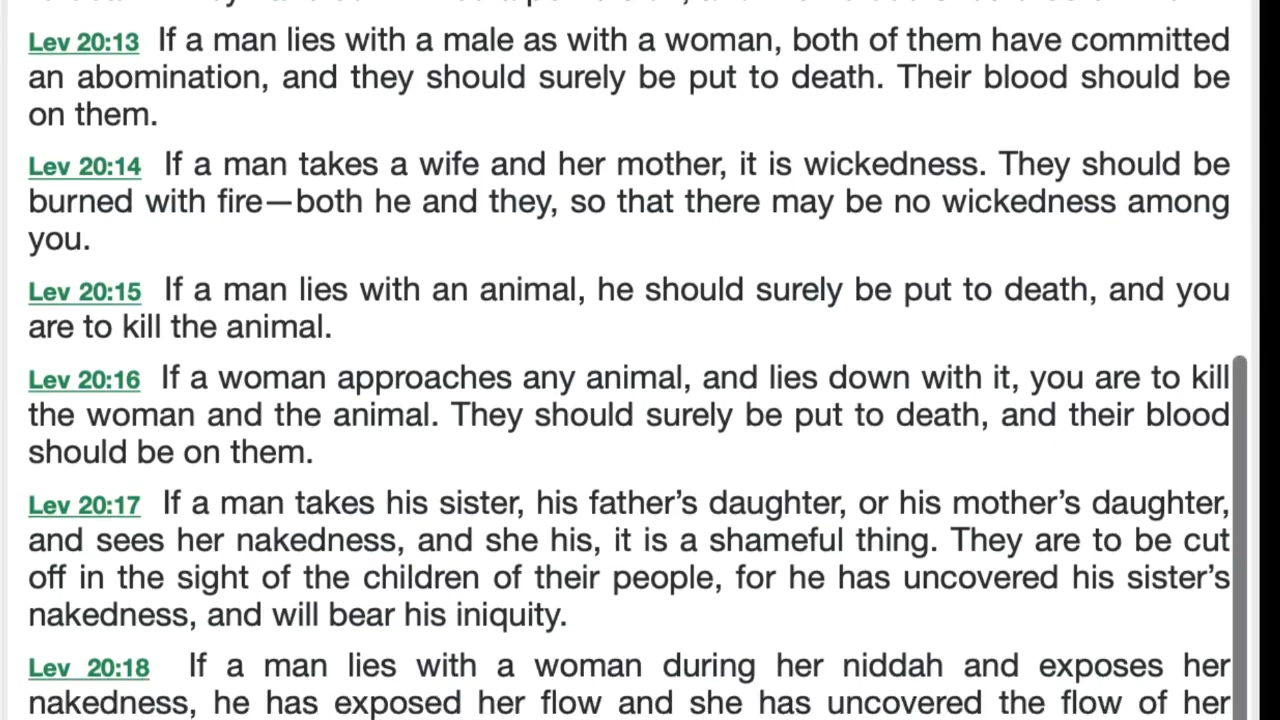 Lev 20:13 If a man lies with a male as with a woman, both of them have committed
an abomination, and they should surely be put to death. Their blood should be
on them.
Lev 20:14 If a man takes a wife and her mother, it is wickedness. They should be
burned with fire—both he and they, so that there may be no wickedness among
you.
Lev 20:15 If a man lies with an animal, he should surely be put to death, and you
are to kill the animal.
Lev 20:16 If a woman approaches any animal, and lies down with it, you are to kill
the woman and the animal. They should surely be put to death, and their blood
should be on them.
Lev 20:17 If a man takes his sister, his father’s daughter, or his mother’s daughter,
and sees her nakedness, and she his, it is a shameful thing. They are to be cut
off in the sight of the children of their people, for he has uncovered his sister’s
nakedness, and will bear his iniquity.
Lev 20:18 If a man lies with a woman during her niddah and exposes her
nakedness, he has exposed her flow and she has uncovered the flow of her